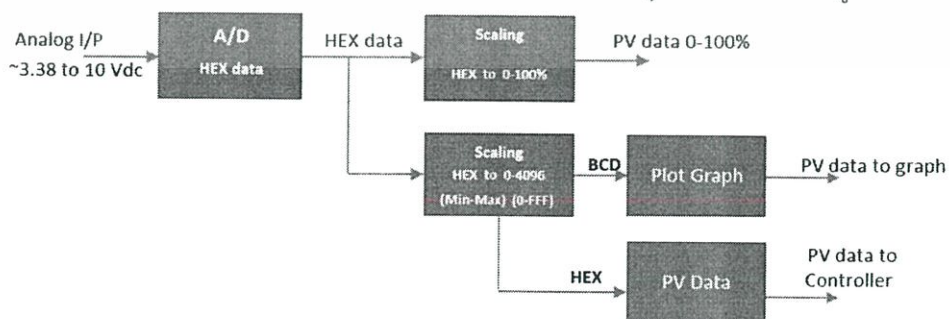 Analog I/P
~3.38 to 10 Vdc
A/D
HEX data
HEX data
Scaling
HEX to 0-100%
PV data 0-100%
Scaling
HEX to 0-4096
(Min-Max) (0-FFF)
BCD
Plot Graph
PV data to graph
HEX
PV Data
PV data to
Controller